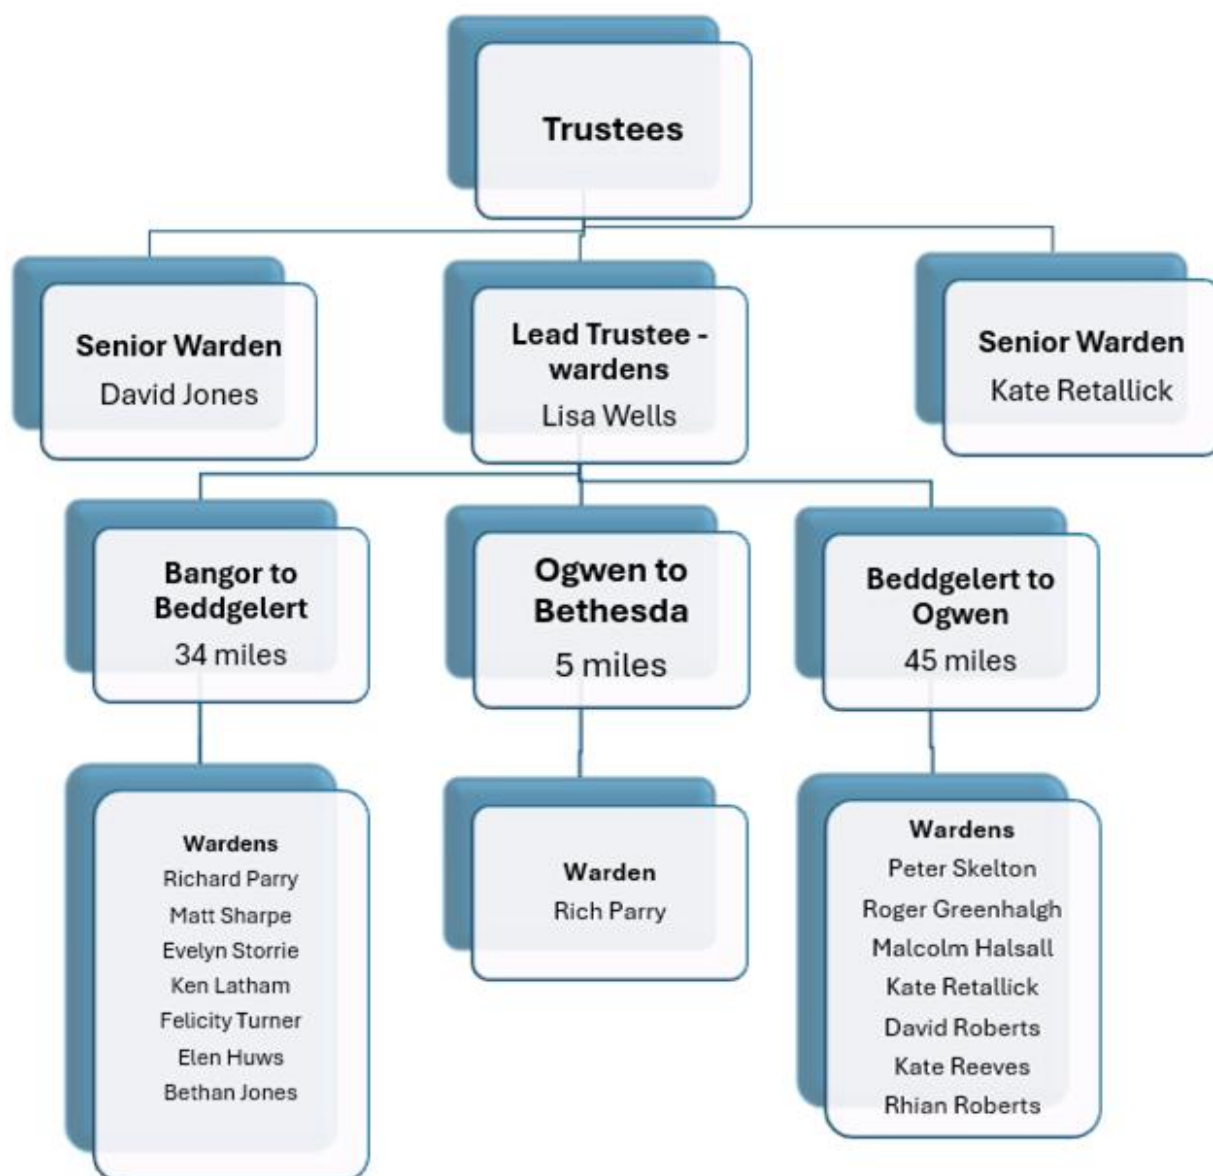 Trustees
Senior Warden
David Jones
Lead Trustee -
wardens
Lisa Wells
Senior Warden
Kate Retallick
Bangor to
Beddgelert
34 miles
Ogwen to
Bethesda
5 miles
Beddgelert to
Ogwen
45 miles
Wardens
Richard Parry
Matt Sharpe
Evelyn Storrie
Ken Latham
Felicity Turner
Elen Huws
Bethan Jones
Warden
Rich Parry
Wardens
Peter Skelton
Roger Greenhalgh
Malcolm Halsall
Kate Retallick
David Roberts
Kate Reeves
Rhian Roberts